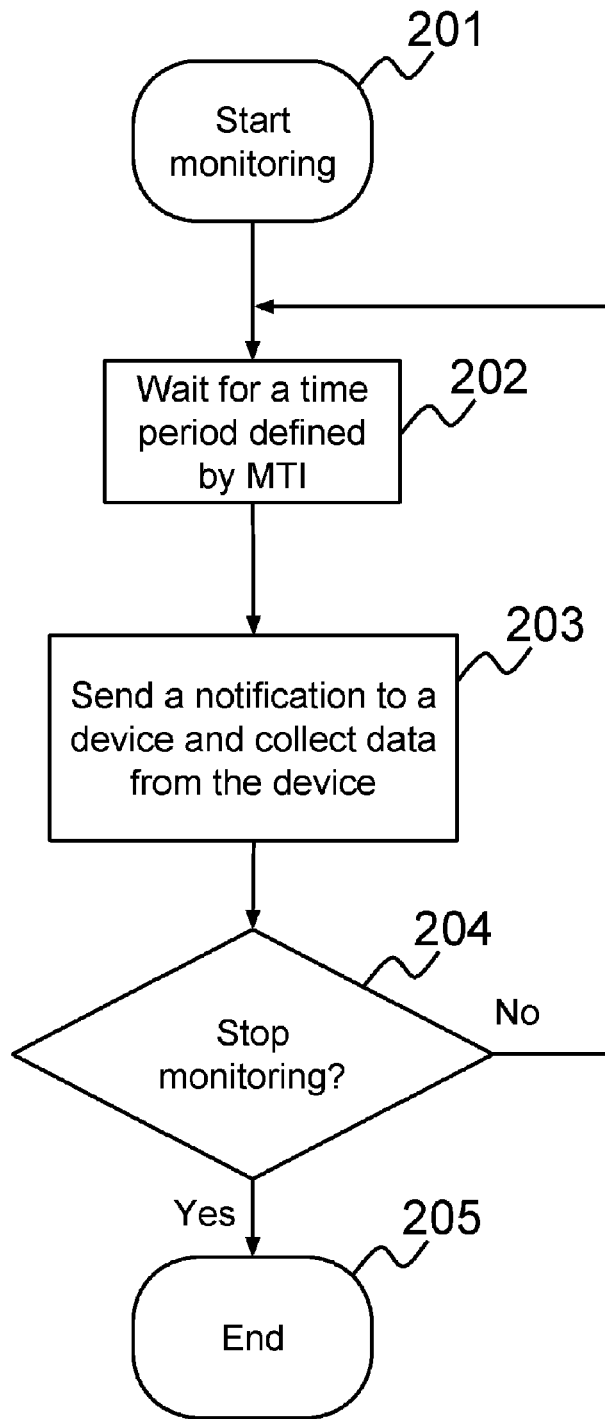 201
Start
monitoring
202
Wait for a time
period defined
by MTI
203
Send a notification to a
device and collect data
from the device
204
Stop
monitoring?
No
Yes
205
End